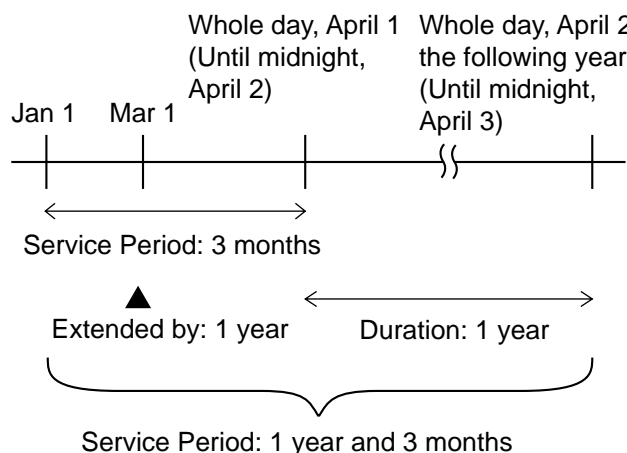 Whole day, April 1
(Until midnight,
April 2)
Whole day, April 2
the following year
(Until midnight,
April 3)
Jan 1
Mar 1
Service Period: 3 months
Extended by: 1 year
Duration: 1 year
Service Period: 1 year and 3 months